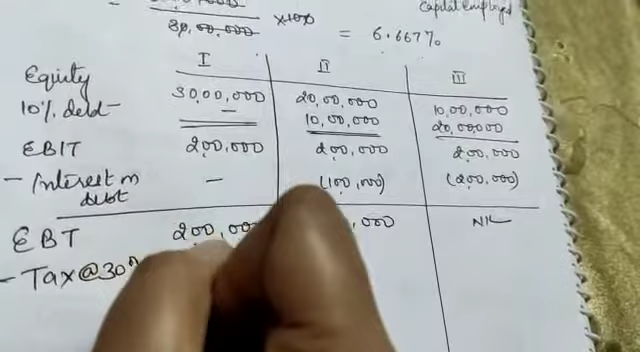 Capital employed
30,00,000 x100 = 6.667%
I II III
Equity 30,00,000 20,00,000 10,00,000
10% debt - 10,00,000 20,00,000
EBIT 200,000 200,000 200,000
- Interest on debt - (100,000) (200,000)
EBT 200,000 NIL
- Tax@30%